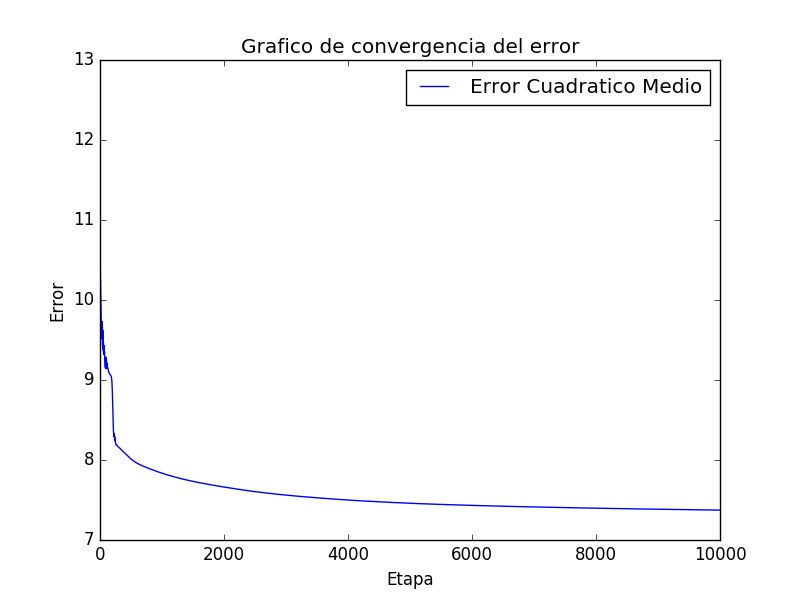 Grafico de convergencia del error
Error Cuadratico Medio
13
12
11
10
9
8
7
Error
0 2000 4000 6000 8000 10000
Etapa